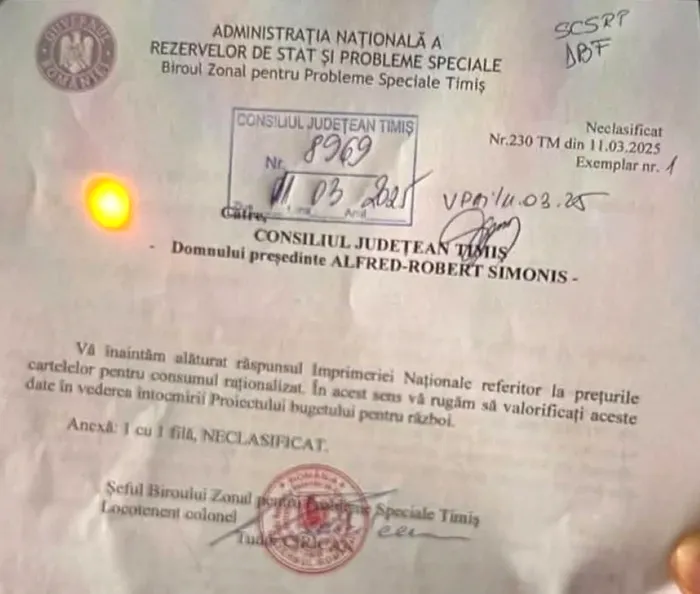 GUVERNUL ROMÂNIEI
SCSRP
DBF
ADMINISTRAȚIA NAȚIONALĂ A
REZERVELOR DE STAT ȘI PROBLEME SPECIALE
Biroul Zonal pentru Probleme Speciale Timiș
CONSILIUL JUDEȚEAN TIMIȘ
Nr. 8969
11 03 2025
Neclasificat
Nr.230 TM din 11.03.2025
Exemplar nr. 1
11.03.25
Către,
CONSILIUL JUDEȚEAN TIMIȘ
- Domnului președinte ALFRED-ROBERT SIMONIS -
Vă înaintăm alăturat răspunsul Imprimeriei Naționale referitor la prețurile
cartelelor pentru consumul raționalizat. În acest sens vă rugăm să valorificați aceste
date în vederea întocmirii Proiectului bugetului pentru război.
Anexă: 1 cu 1 filă, NECLASIFICAT.
Șeful Biroului Zonal pentru Probleme Speciale Timiș
Locotenent colonel
Tudor